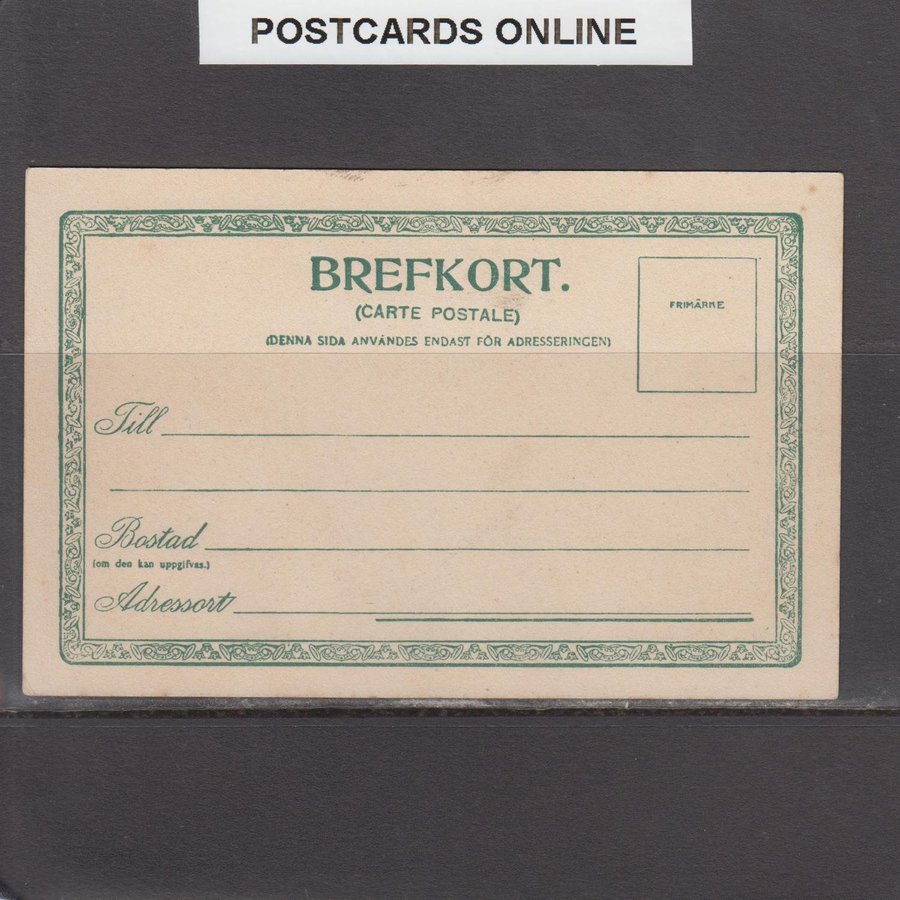 POSTCARDS ONLINE
BREFKORT.
(CARTE POSTALE)
(DENNA SIDA ANVÄNDES ENDAST FÖR ADRESSERINGEN)
FRIMÄRKE
Till
Bostad
(om den kan uppgifvas.)
Adressort